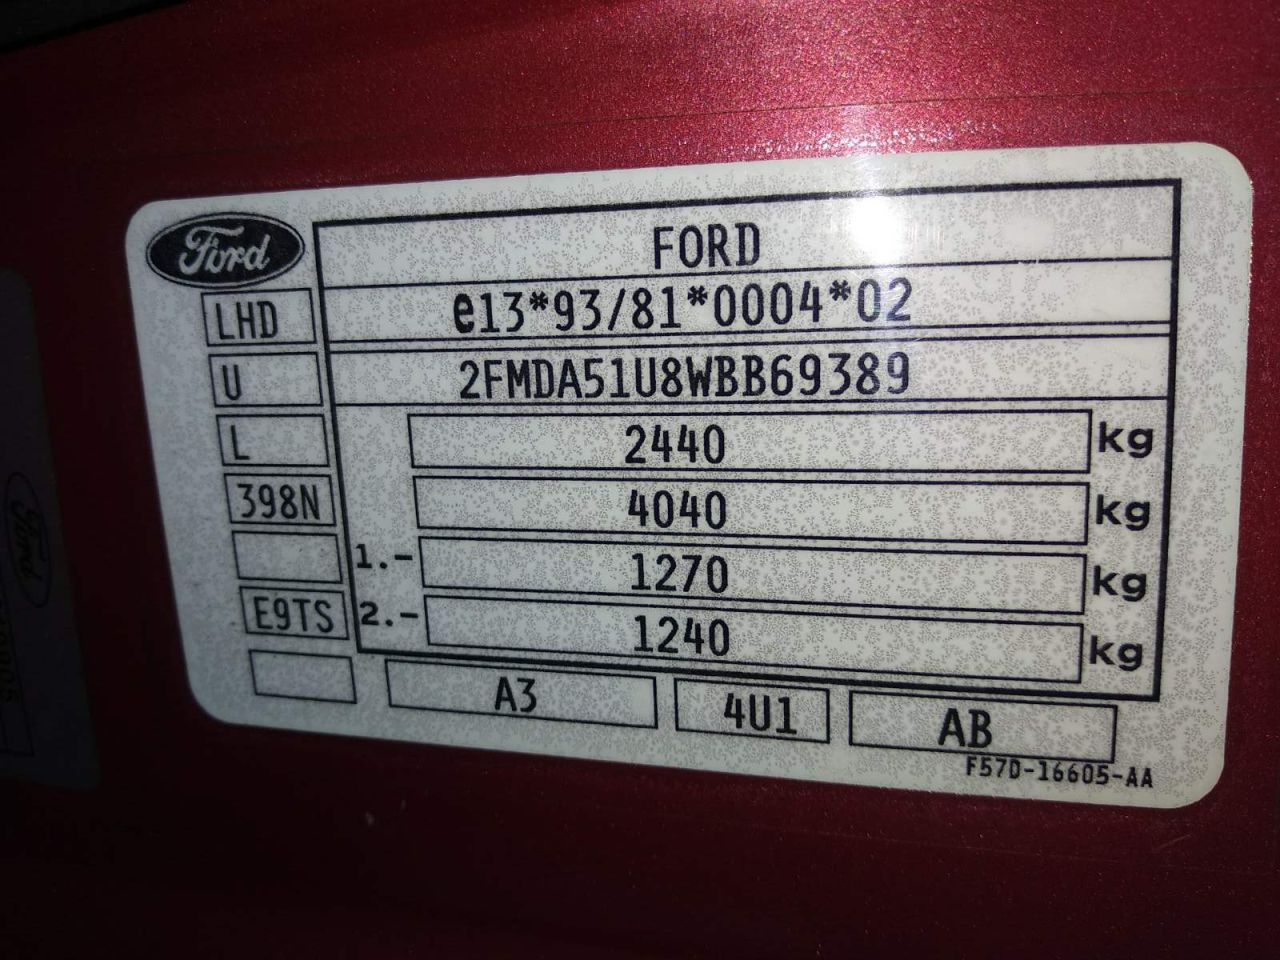 Ford
FORD
LHD
e13*93/81*0004*02
U
2FMDA51U8WBB69389
L
2440 kg
398N
4040 kg
1.- 1270 kg
E9TS
2.- 1240 kg
A3
4U1
AB
F57D-16605-AA
Ford